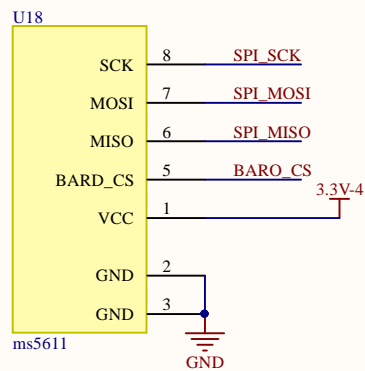 U18
SCK 8 SPI_SCK
MOSI 7 SPI_MOSI
MISO 6 SPI_MISO
BARD_CS 5 BARO_CS
3.3V-4
VCC 1
GND 2
GND 3
ms5611
GND